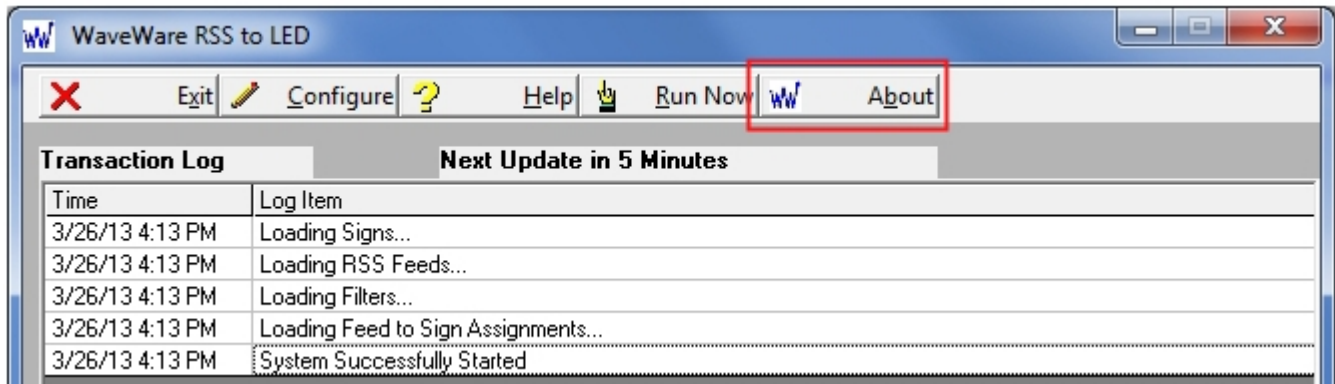 WaveWare RSS to LED
Exit Configure Help Run Now About
Transaction Log Next Update in 5 Minutes
Time Log Item
3/26/13 4:13 PM Loading Signs...
3/26/13 4:13 PM Loading RSS Feeds...
3/26/13 4:13 PM Loading Filters...
3/26/13 4:13 PM Loading Feed to Sign Assignments...
3/26/13 4:13 PM System Successfully Started